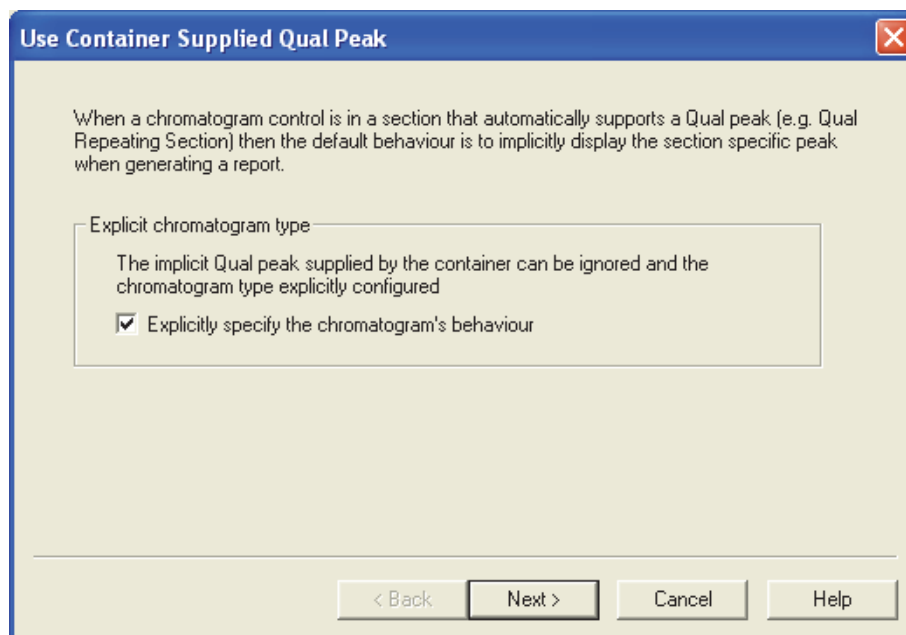 Use Container Supplied Qual Peak
When a chromatogram control is in a section that automatically supports a Qual peak (e.g. Qual
Repeating Section) then the default behaviour is to implicitly display the section specific peak
when generating a report.
Explicit chromatogram type
The implicit Qual peak supplied by the container can be ignored and the
chromatogram type explicitly configured
Explicitly specify the chromatogram's behaviour
< Back Next > Cancel Help